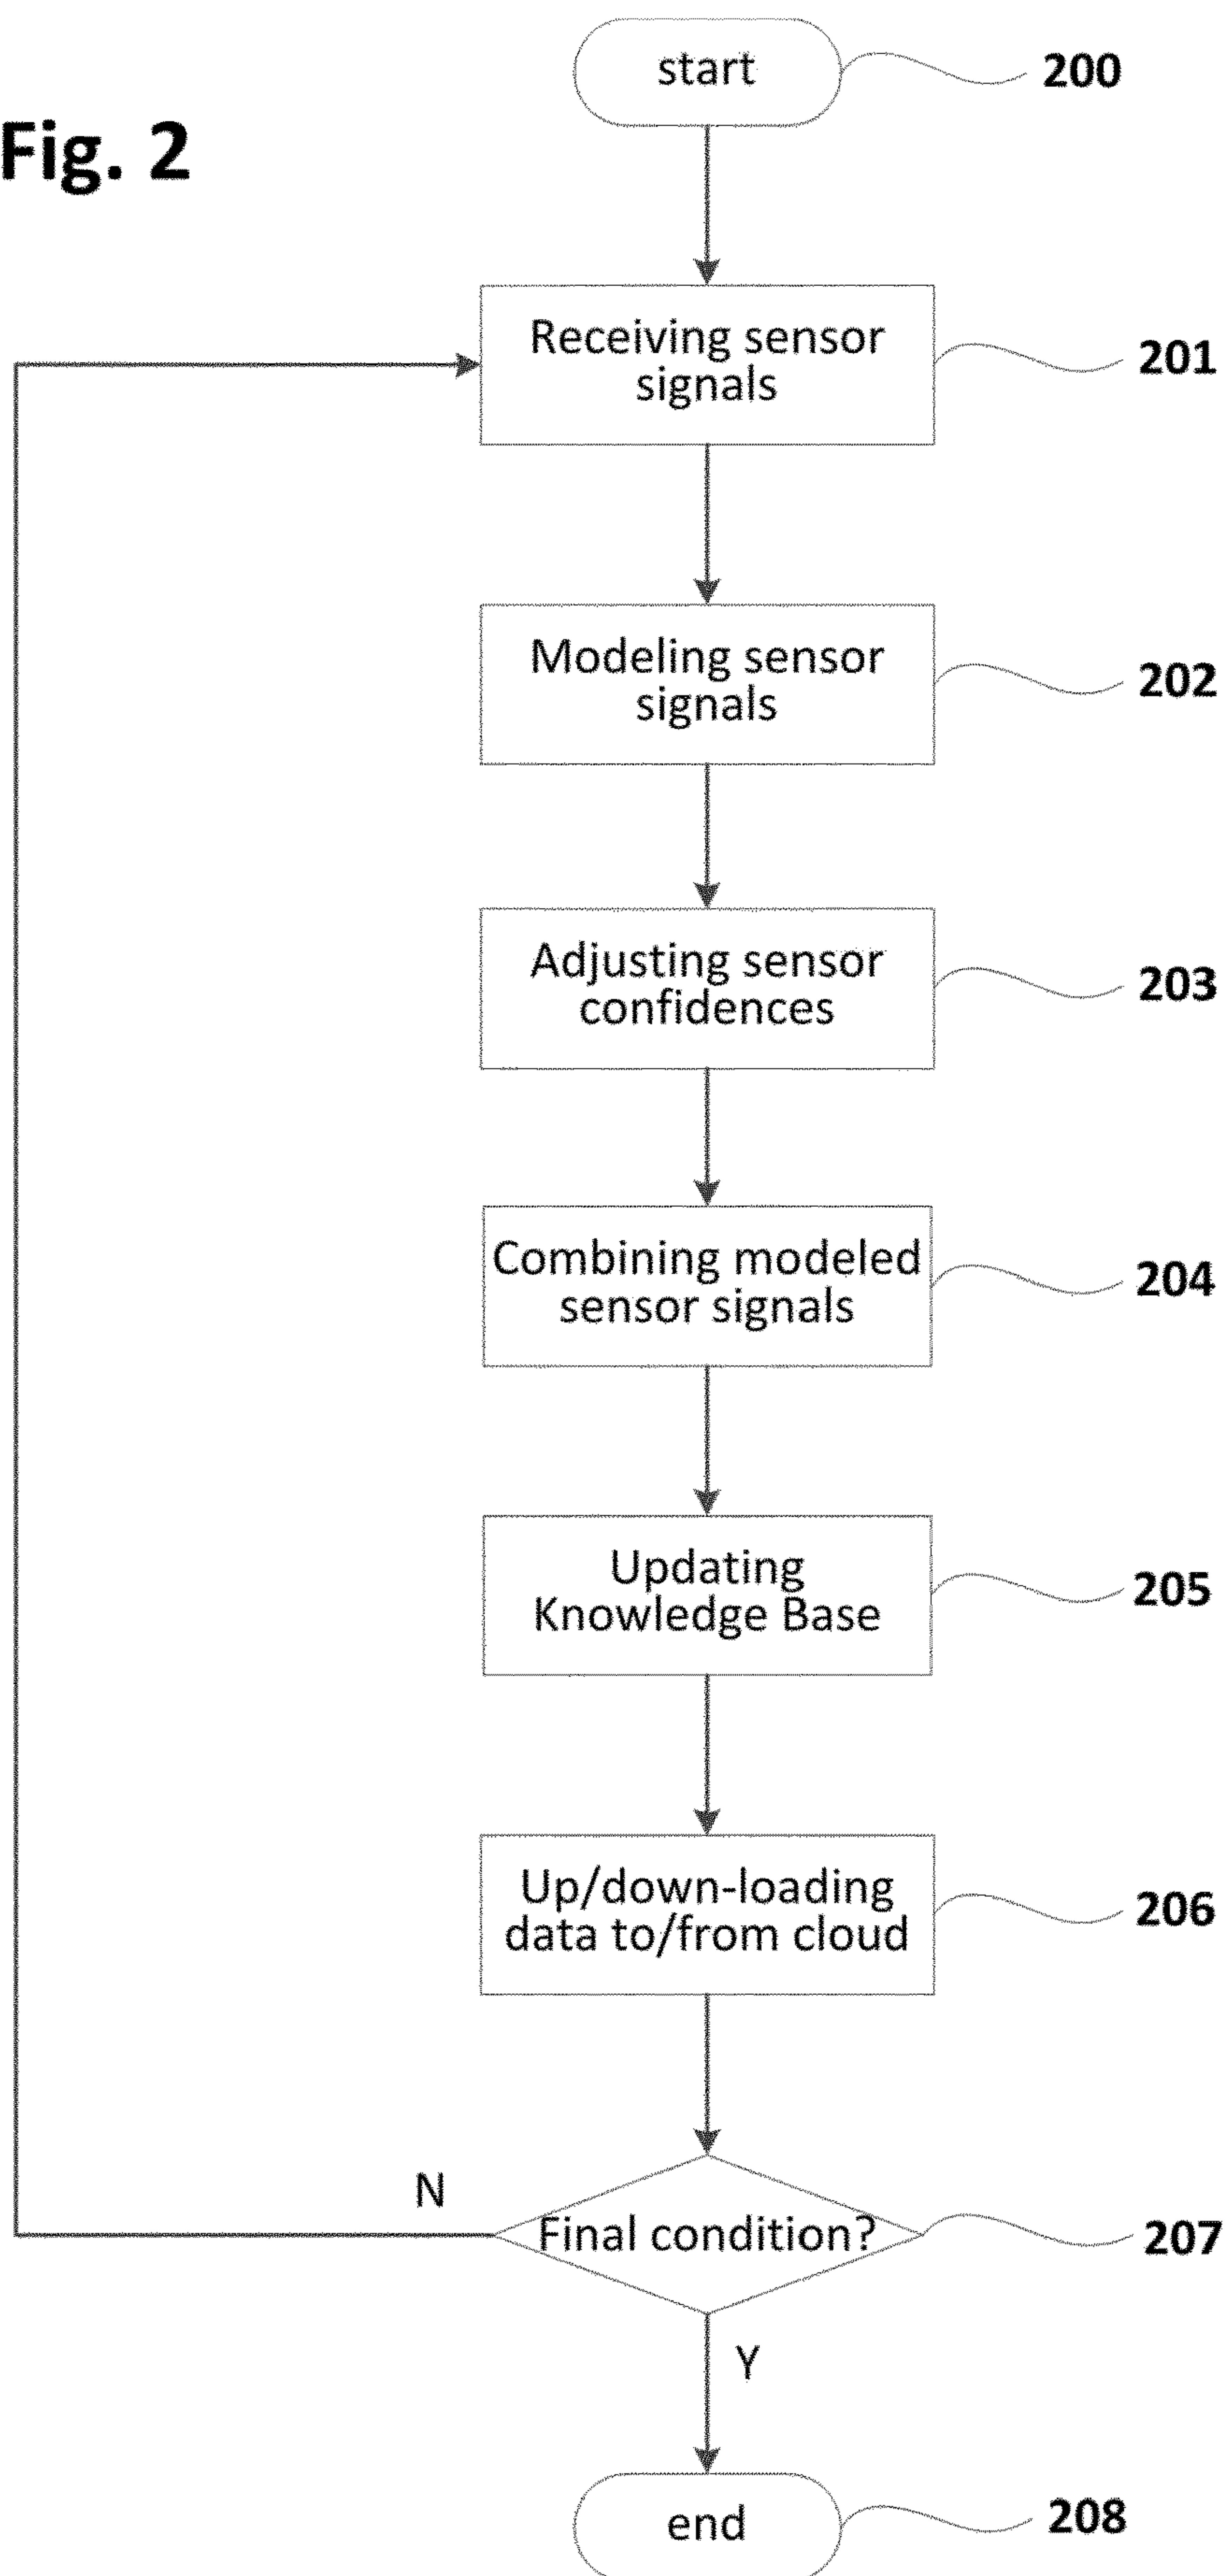 start
200
Fig. 2
Receiving sensor
signals
201
Modeling sensor
signals
202
Adjusting sensor
confidences
203
Combining modeled
sensor signals
204
Updating
Knowledge Base
205
Up/down-loading
data to/from cloud
206
N
Final condition?
207
Y
end
208